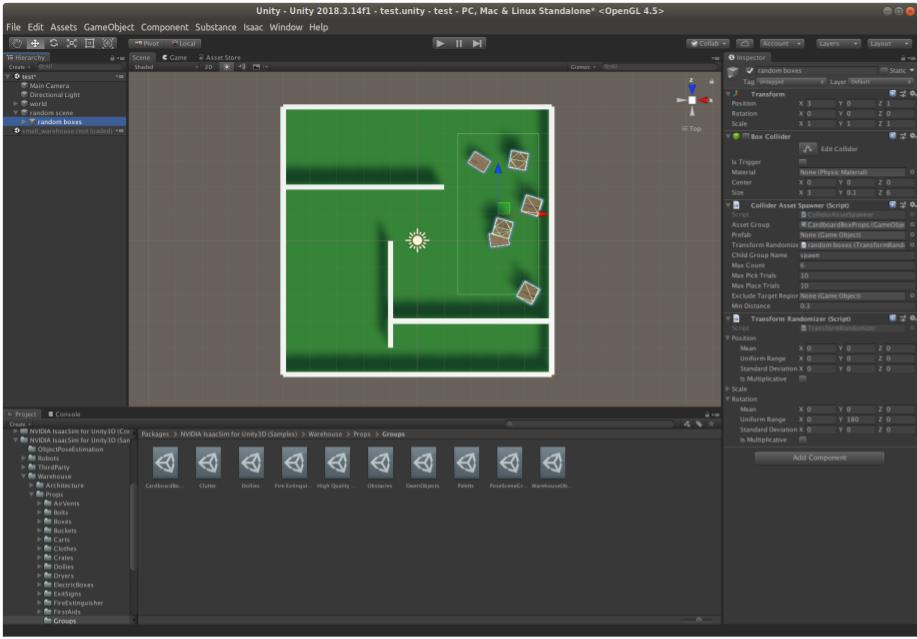 Unity - Unity 2018.3.14f1 - test.unity - test - PC, Mac & Linux Standalone* <OpenGL 4.5>
File Edit Assets GameObject Component Substance Isaac Window Help
Pivot Local Collab Account Layers Layout
Hierarchy Scene Game Asset Store Inspector
Create All Shaded 2D Gizmos All random boxes Static
test* Tag Untagged Layer Default
Main Camera
Directional Light
world
random scene
random boxes
small_warehouse (not loaded)
z
x
Top
Transform
Position X 3 Y 0 Z 1
Rotation X 0 Y 0 Z 0
Scale X 1 Y 1 Z 1
Box Collider
Edit Collider
Is Trigger
Material None (Physic Material)
Center X 0 Y 0 Z 0
Size X 3 Y 0.1 Z 6
Collider Asset Spawner (Script)
Script ColliderAssetSpawner
Asset Group CardboardBoxProps (GameObje
Prefab None (Game Object)
Transform Randomize random boxes (TransformRand
Child Group Name spawn
Max Count 6
Max Pick Trials 10
Max Place Trials 10
Exclude Target Region None (Game Object)
Min Distance 0.3
Transform Randomizer (Script)
Script TransformRandomizer
Position
Mean X 0 Y 0 Z 0
Uniform Range X 0 Y 0 Z 0
Standard Deviation X 0 Y 0 Z 0
Is Multiplicative
Scale
Rotation
Mean X 0 Y 0 Z 0
Uniform Range X 0 Y 180 Z 0
Standard Deviation X 0 Y 0 Z 0
Is Multiplicative
Add Component
Project Console
Create
NVIDIA IsaacSim for Unity3D (Co
NVIDIA IsaacSim for Unity3D (San
ObjectPoseEstimation
Robots
ThirdParty
Warehouse
Architecture
Props
AirVents
Bolts
Boxes
Buckets
Carts
Clothes
Crates
Dollies
Dryers
ElectricBoxes
ExitSigns
FireExtinguisher
FirstAids
Groups
Packages > NVIDIA IsaacSim for Unity3D (Samples) > Warehouse > Props > Groups
CardboardBo... Clutter Dollies Fire Extingui... High Quality ... Obstacles OpenObjects Paletts PoseSceneGr... WarehouseOb...